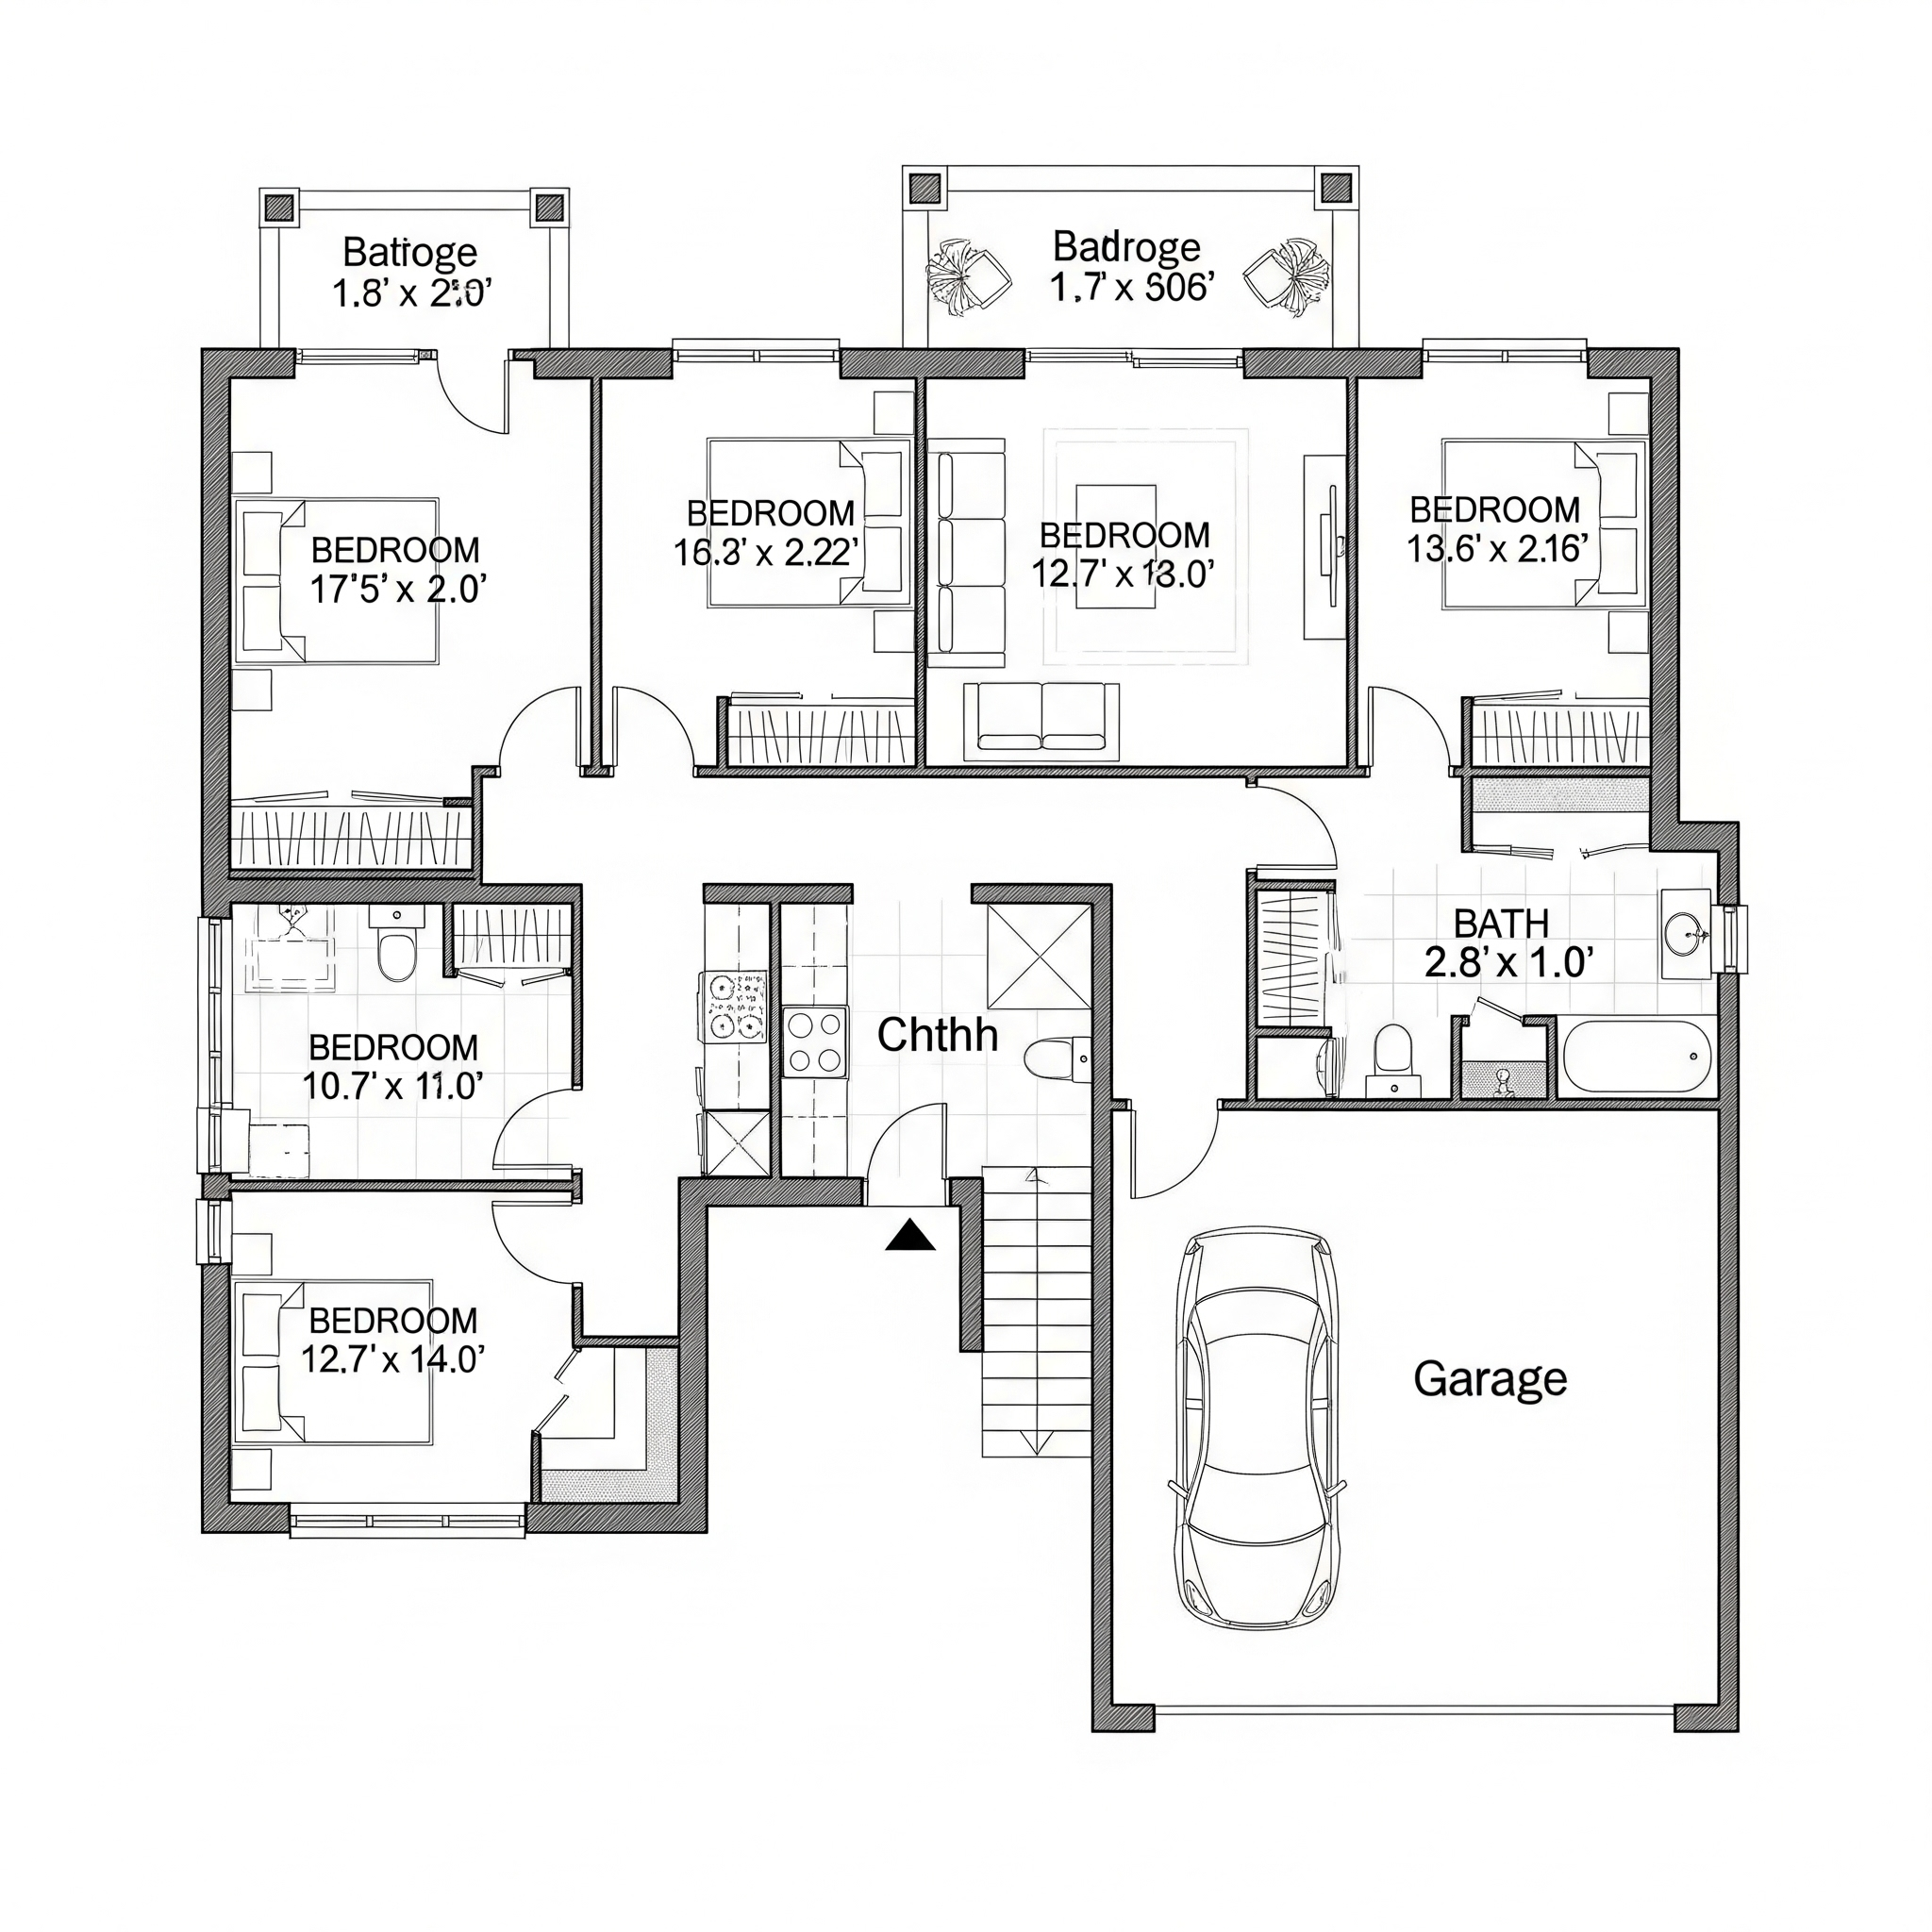 Batroge
1.8' x 2.0'
Badroge
1.7' x 506'
BEDROOM
17'5' x 2.0'
BEDROOM
16.3' x 2.22'
BEDROOM
12.7' x 13.0'
BEDROOM
13.6' x 2.16'
BATH
2.8' x 1.0'
BEDROOM
10.7' x 11.0'
Chthh
BEDROOM
12.7' x 14.0'
Garage